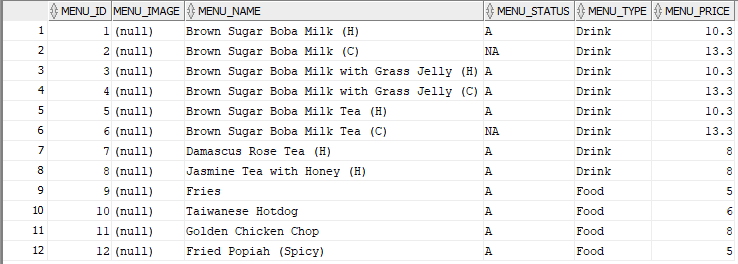 MENU_ID MENU_IMAGE MENU_NAME MENU_STATUS MENU_TYPE MENU_PRICE
1 1 (null) Brown Sugar Boba Milk (H) A Drink 10.3
2 2 (null) Brown Sugar Boba Milk (C) NA Drink 13.3
3 3 (null) Brown Sugar Boba Milk with Grass Jelly (H) A Drink 10.3
4 4 (null) Brown Sugar Boba Milk with Grass Jelly (C) A Drink 13.3
5 5 (null) Brown Sugar Boba Milk Tea (H) A Drink 10.3
6 6 (null) Brown Sugar Boba Milk Tea (C) NA Drink 13.3
7 7 (null) Damascus Rose Tea (H) A Drink 8
8 8 (null) Jasmine Tea with Honey (H) A Drink 8
9 9 (null) Fries A Food 5
10 10 (null) Taiwanese Hotdog A Food 6
11 11 (null) Golden Chicken Chop A Food 8
12 12 (null) Fried Popiah (Spicy) A Food 5